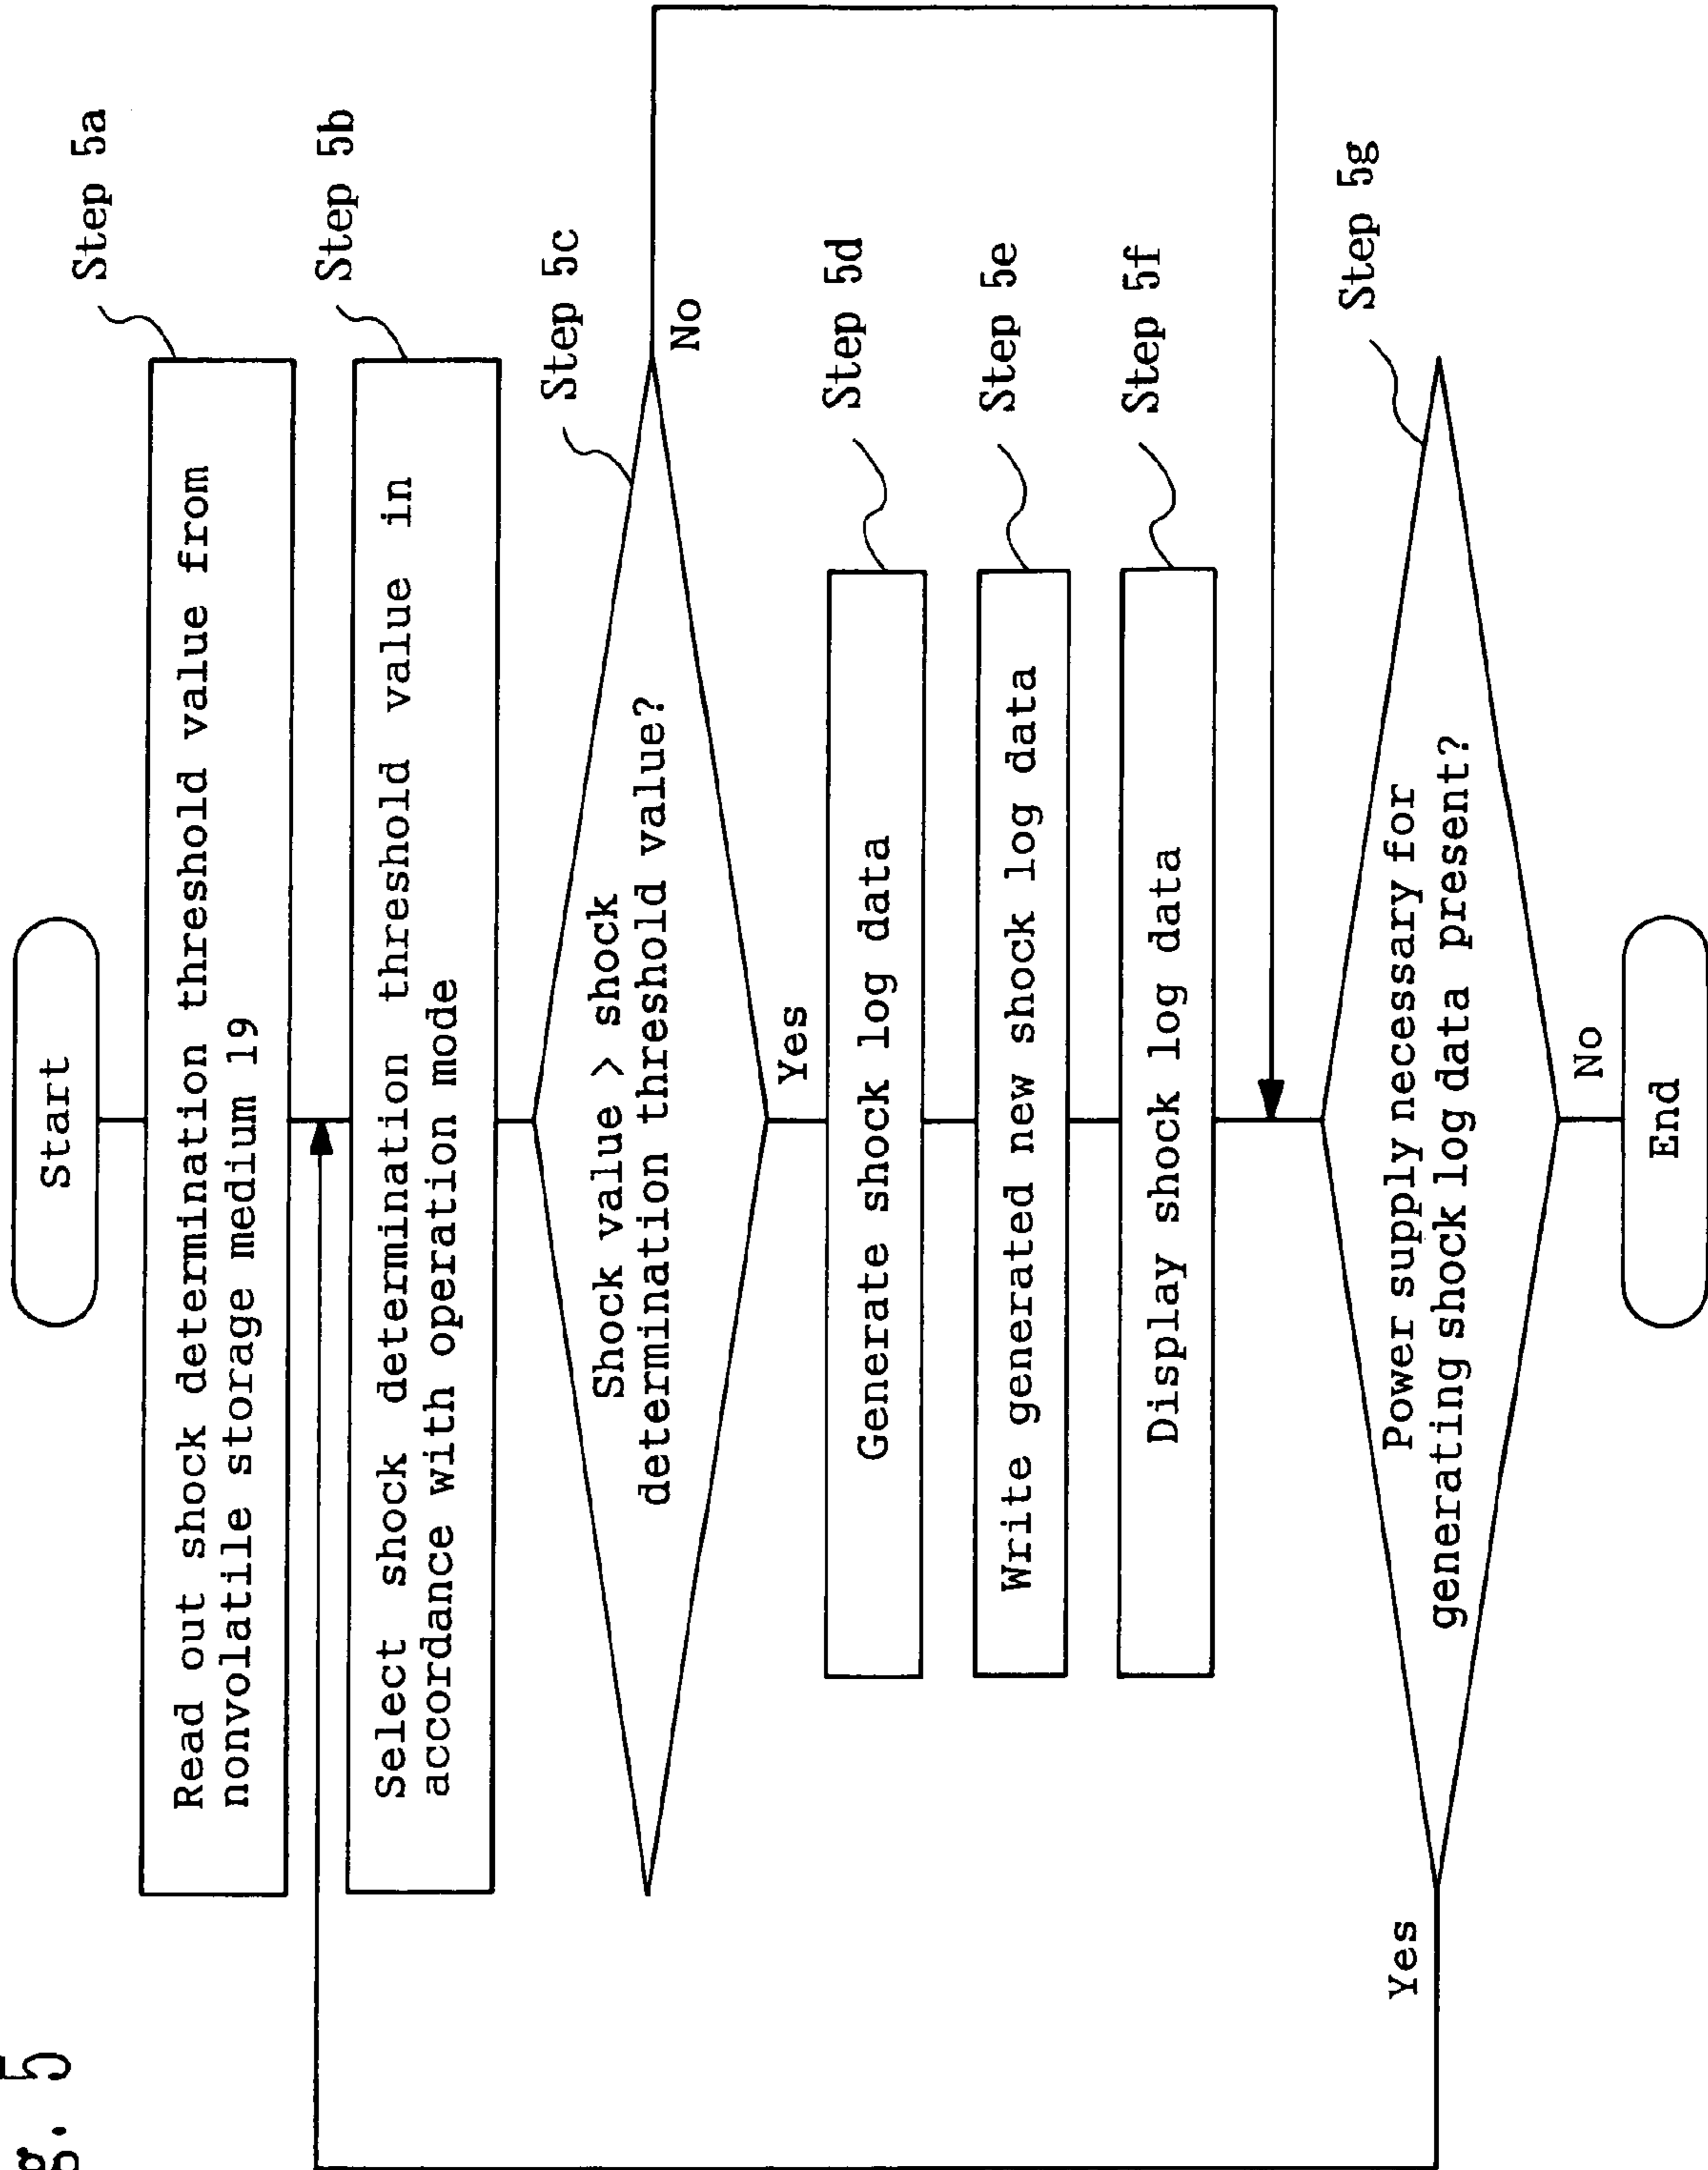 g. 5
Start
Step 5a
Read out shock determination threshold value from
nonvolatile storage medium 19
Step 5b
Select shock determination threshold value in
accordance with operation mode
Step 5c
Shock value > shock
determination threshold value?
No
Yes
Step 5d
Generate shock log data
Step 5e
Write generated new shock log data
Step 5f
Display shock log data
Step 5g
Power supply necessary for
generating shock log data present?
Yes
No
End